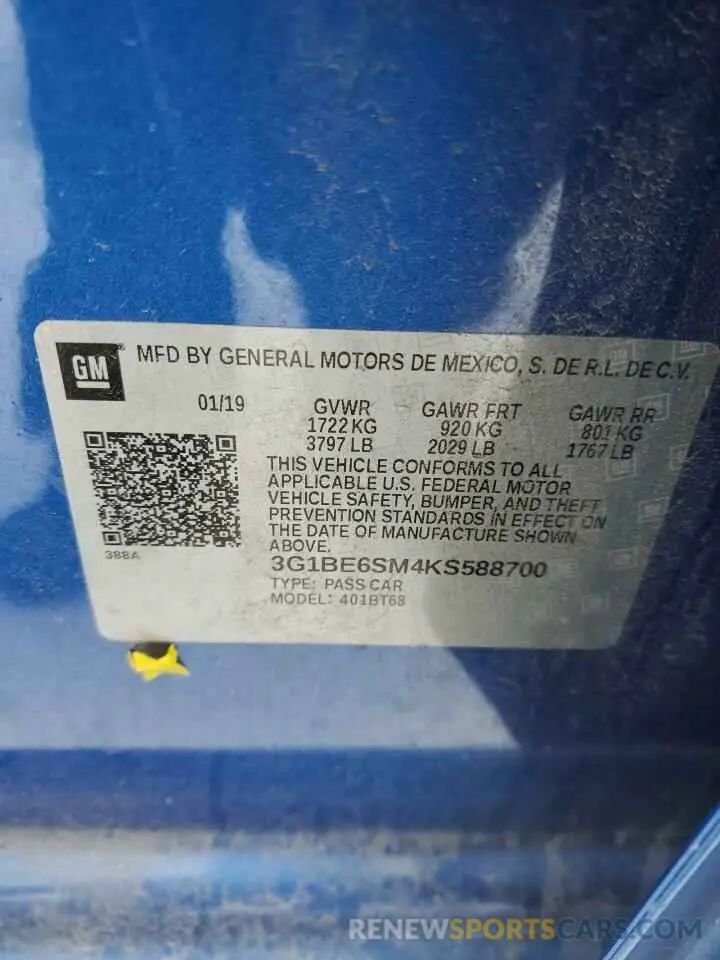 GM MFD BY GENERAL MOTORS DE MEXICO, S. DE R.L. DE C.V.
01/19 GVWR GAWR FRT GAWR RR
1722 KG 920 KG 801 KG
3797 LB 2029 LB 1767 LB
THIS VEHICLE CONFORMS TO ALL
APPLICABLE U.S. FEDERAL MOTOR
VEHICLE SAFETY, BUMPER, AND THEFT
PREVENTION STANDARDS IN EFFECT ON
THE DATE OF MANUFACTURE SHOWN
ABOVE.
388A
3G1BE6SM4KS588700
TYPE: PASS CAR
MODEL: 401BT68
RENEWSPORTSCARS.COM